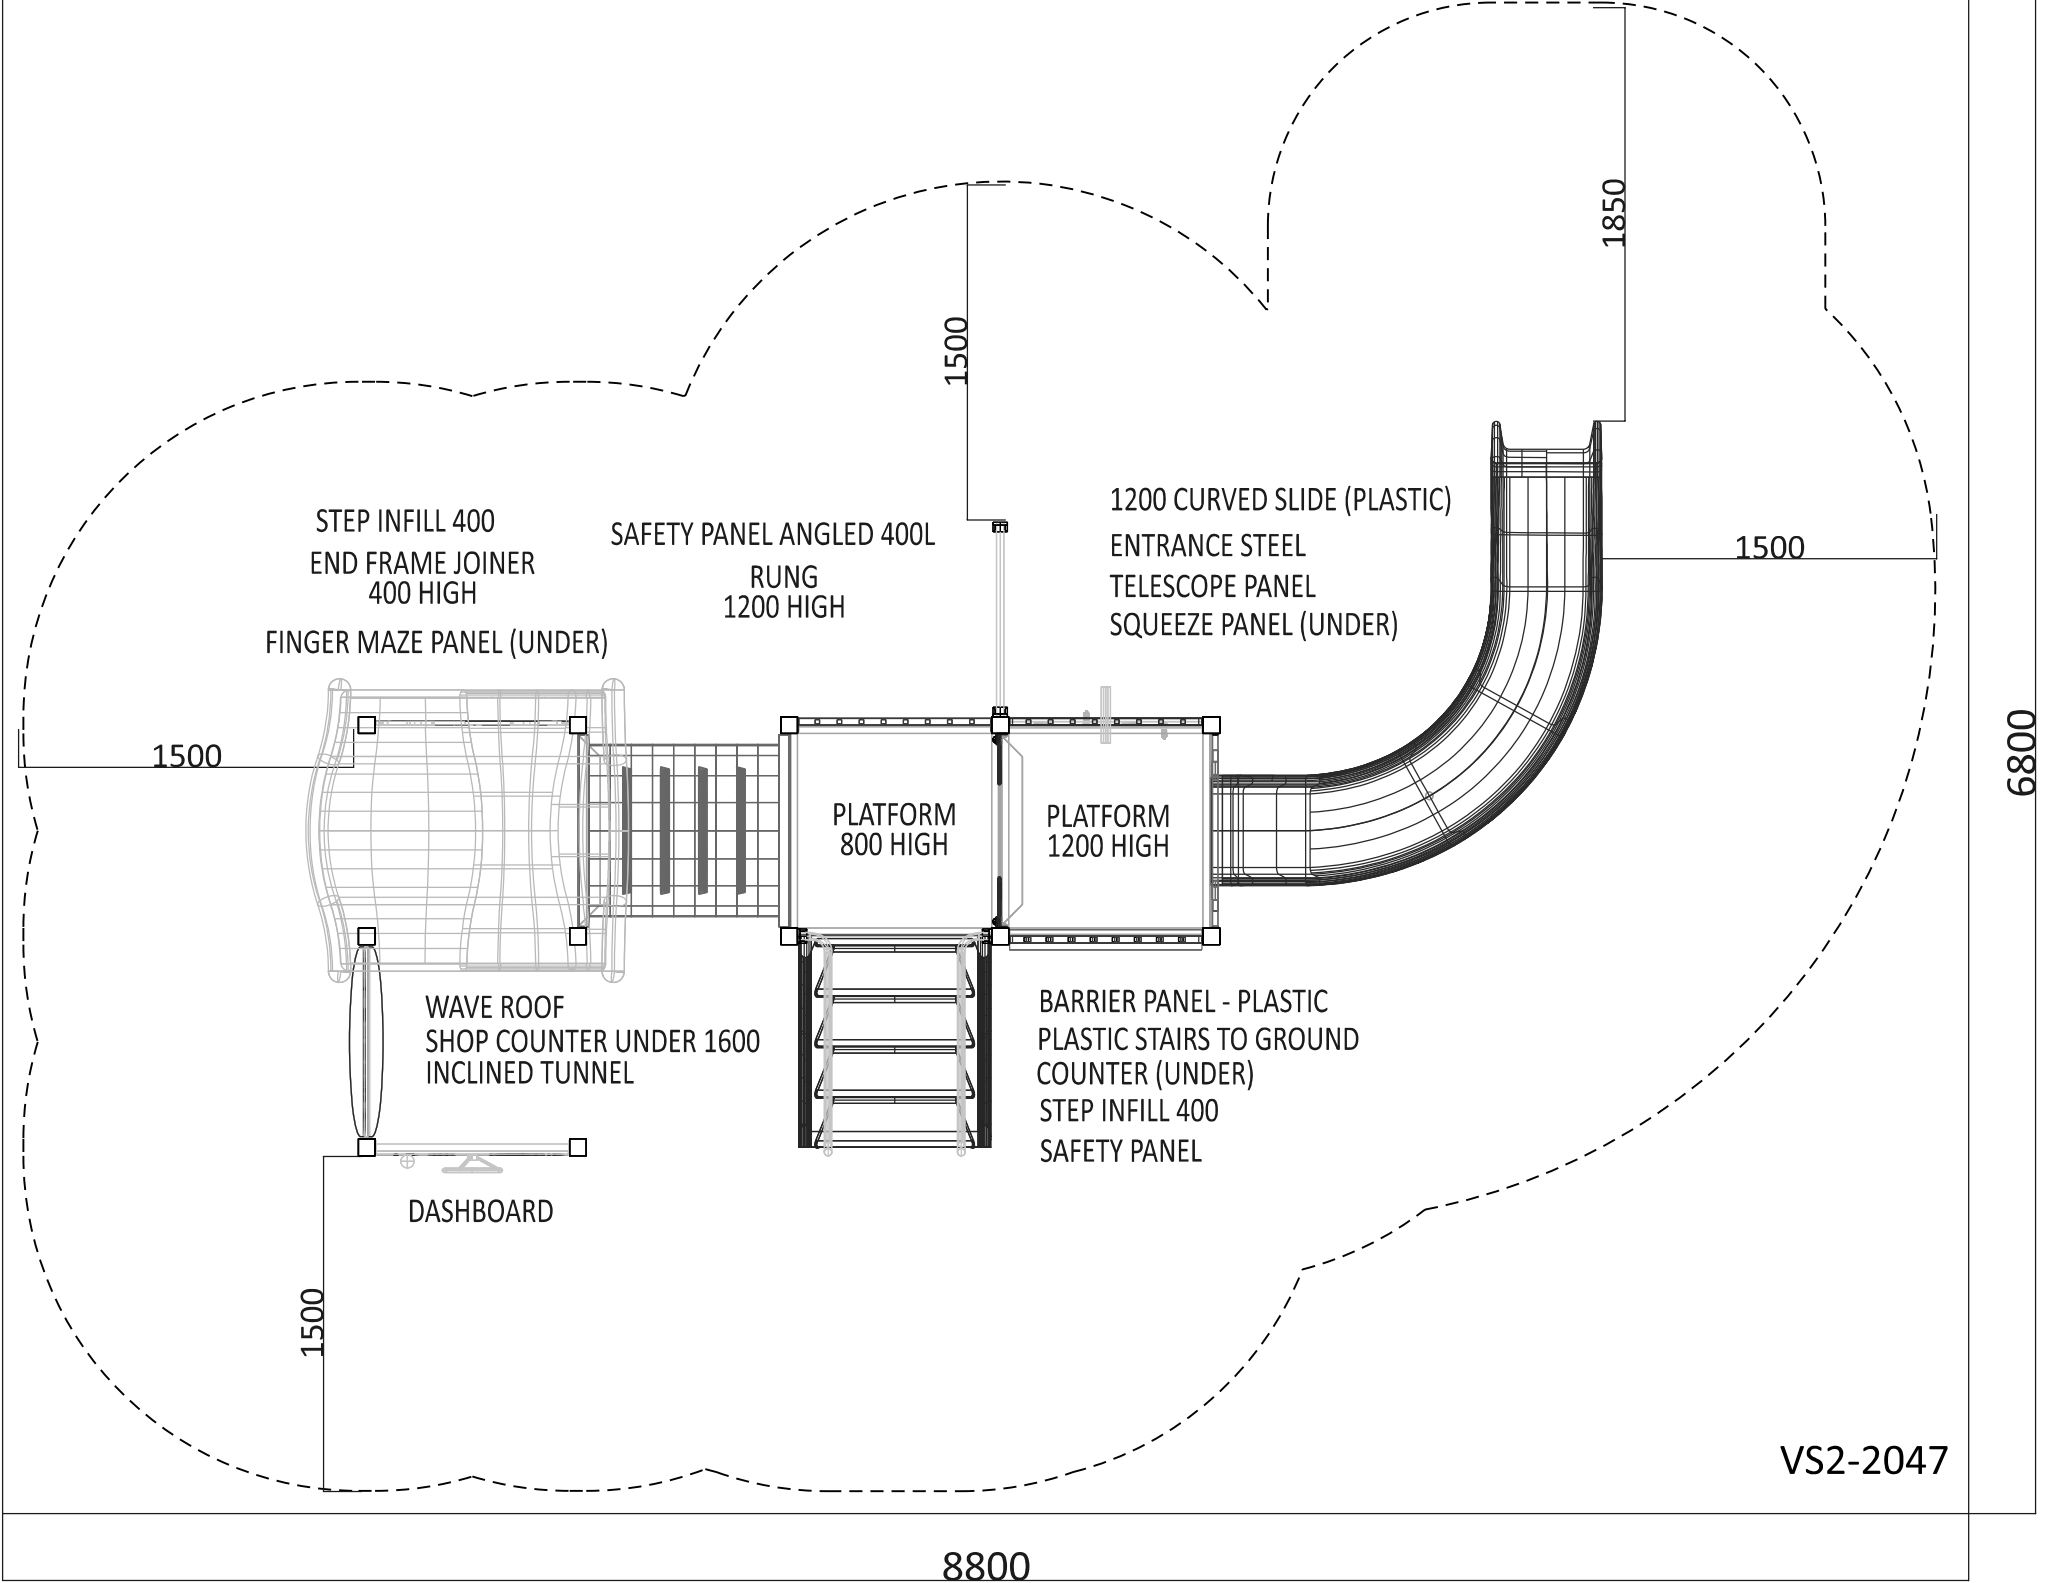 1850
1500
1200 CURVED SLIDE (PLASTIC)
ENTRANCE STEEL
TELESCOPE PANEL
SQUEEZE PANEL (UNDER)
STEP INFILL 400
END FRAME JOINER
400 HIGH
FINGER MAZE PANEL (UNDER)
SAFETY PANEL ANGLED 400L
RUNG
1200 HIGH
1500
1500
6800
PLATFORM
800 HIGH
PLATFORM
1200 HIGH
WAVE ROOF
SHOP COUNTER UNDER 1600
INCLINED TUNNEL
BARRIER PANEL - PLASTIC
PLASTIC STAIRS TO GROUND
COUNTER (UNDER)
STEP INFILL 400
SAFETY PANEL
DASHBOARD
1500
VS2-2047
8800